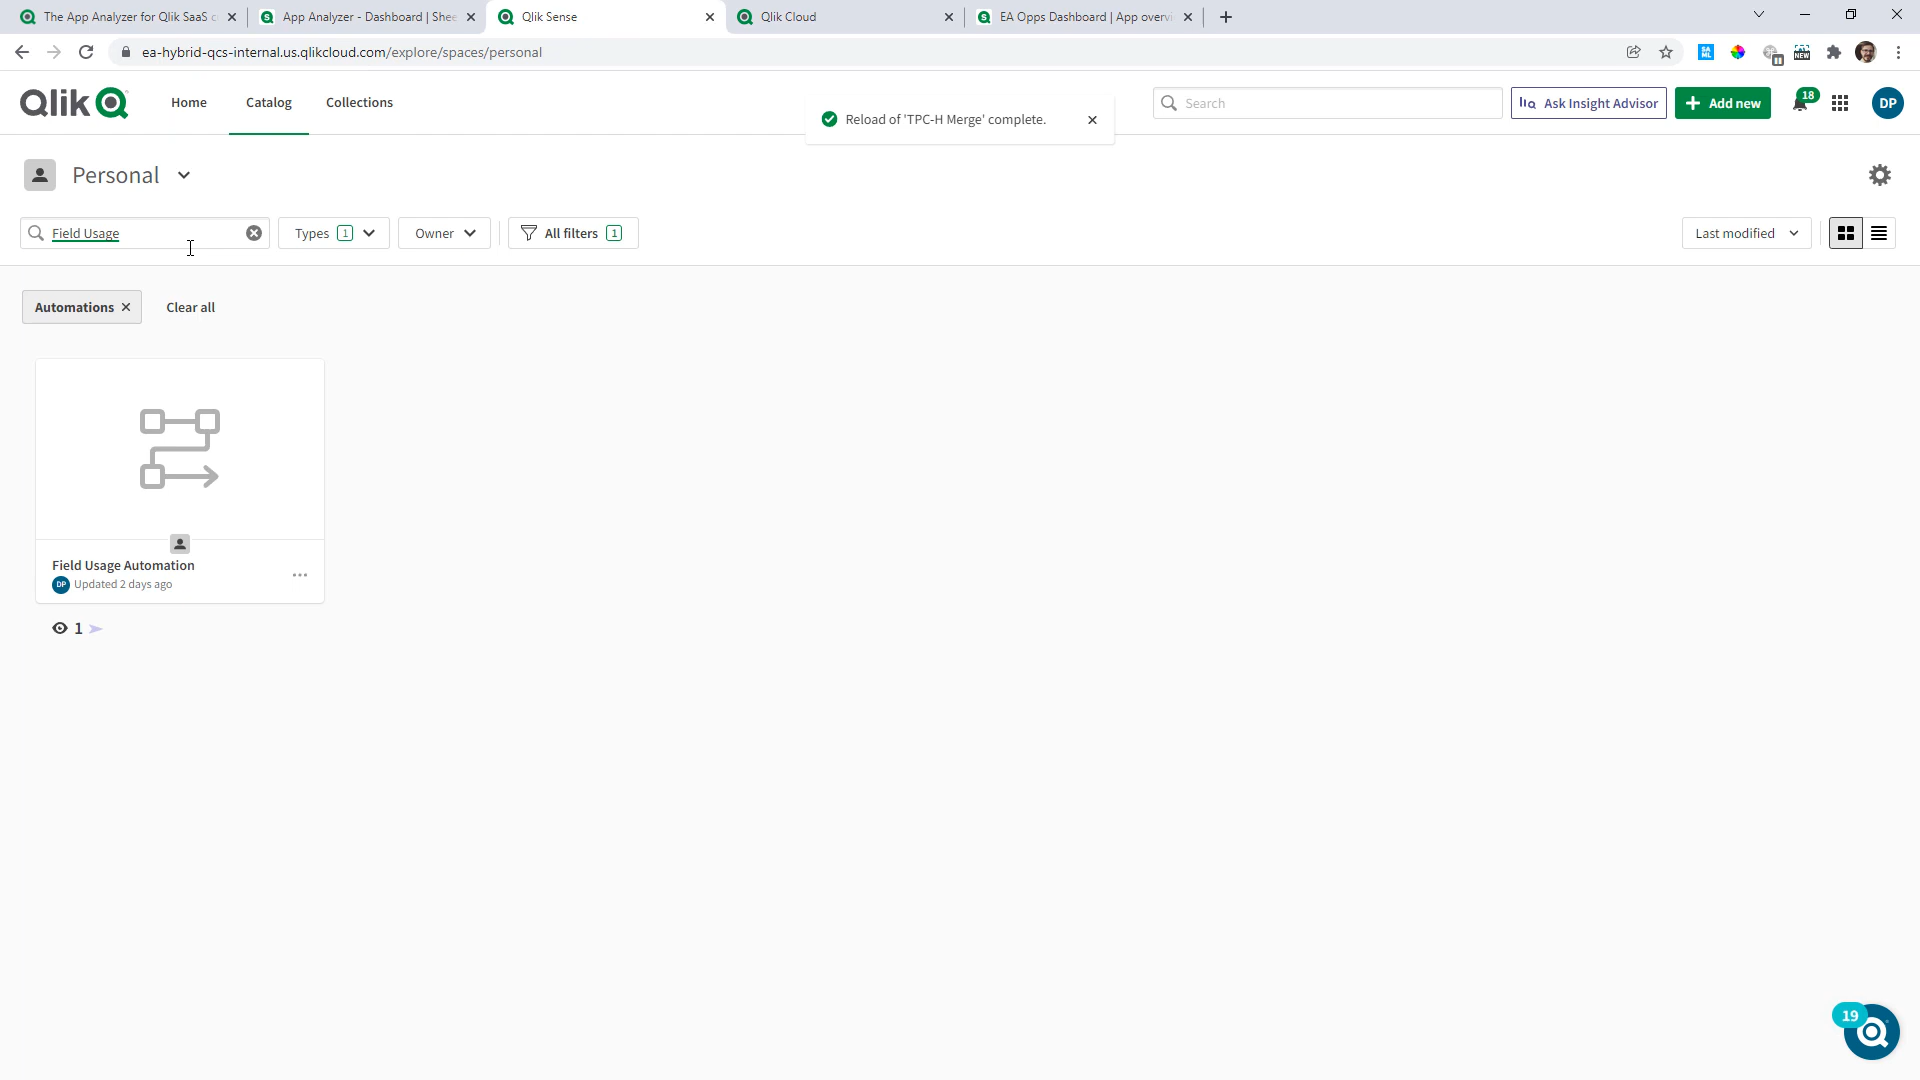 The App Analyzer for Qlik SaaS c
App Analyzer - Dashboard | Shee
Qlik Sense
Qlik Cloud
EA Opps Dashboard | App overvi
ea-hybrid-qcs-internal.us.qlikcloud.com/explore/spaces/personal
NEW
Qlik
Home
Catalog
Collections
Reload of 'TPC-H Merge' complete.
Search
Ask Insight Advisor
Add new
18
DP
Personal
Field Usage
Types 1
Owner
All filters 1
Last modified
Automations
Clear all
Field Usage Automation
DP Updated 2 days ago
1
19